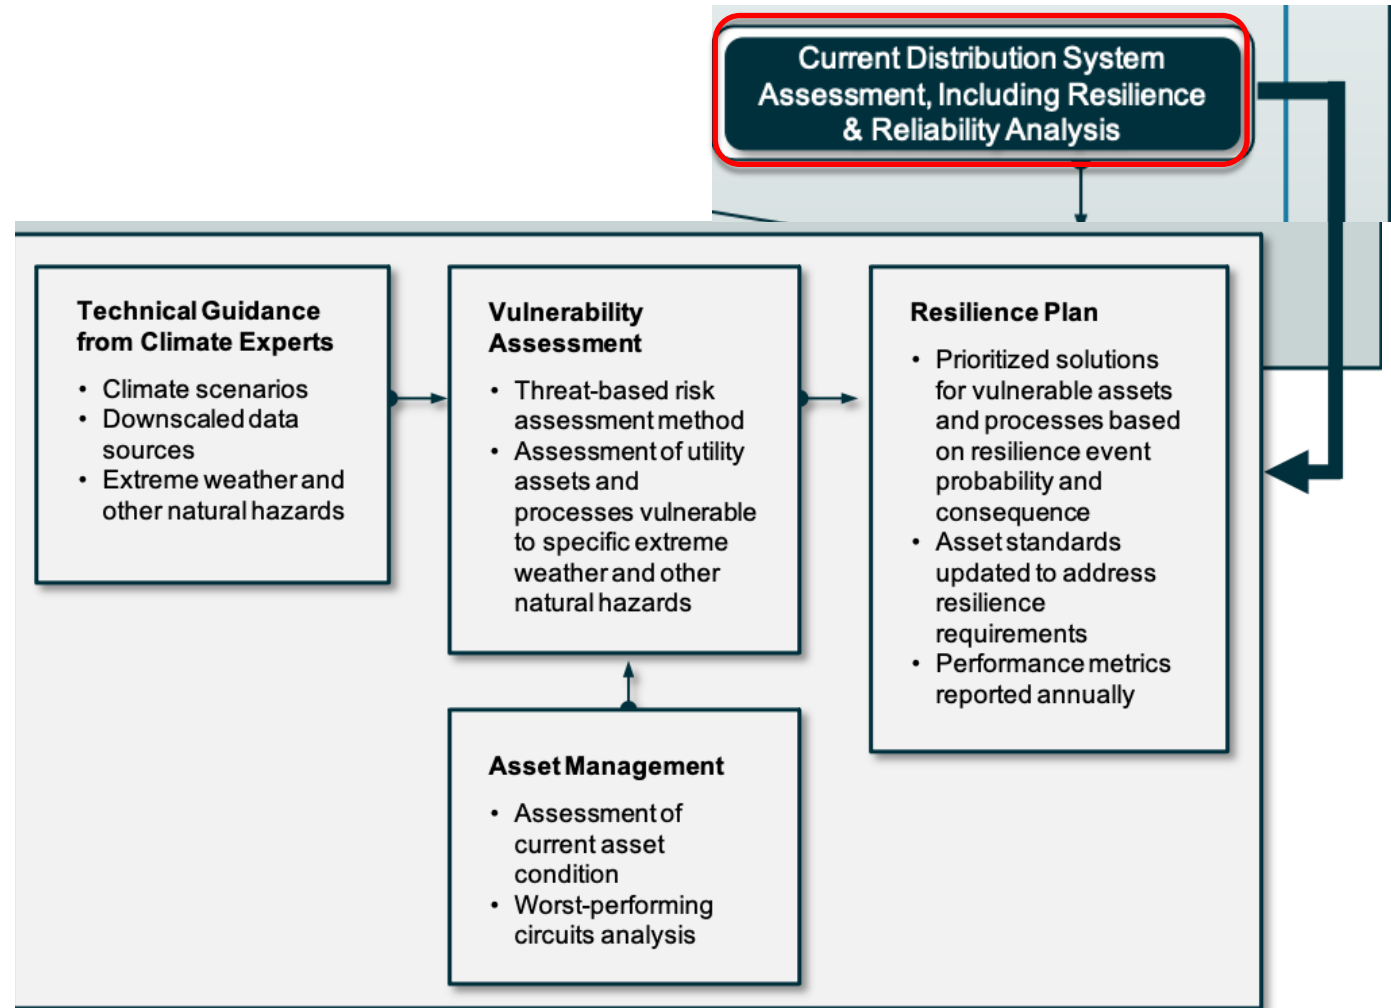 Current Distribution System
Assessment, Including Resilience
& Reliability Analysis
Technical Guidance
from Climate Experts
• Climate scenarios
• Downscaled data
sources
• Extreme weather and
other natural hazards
Vulnerability
Assessment
• Threat-based risk
assessment method
• Assessment of utility
assets and
processes vulnerable
to specific extreme
weather and other
natural hazards
Resilience Plan
• Prioritized solutions
for vulnerable assets
and processes based
on resilience event
probability and
consequence
• Asset standards
updated to address
resilience
requirements
• Performance metrics
reported annually
Asset Management
• Assessment of
current asset
condition
• Worst-performing
circuits analysis